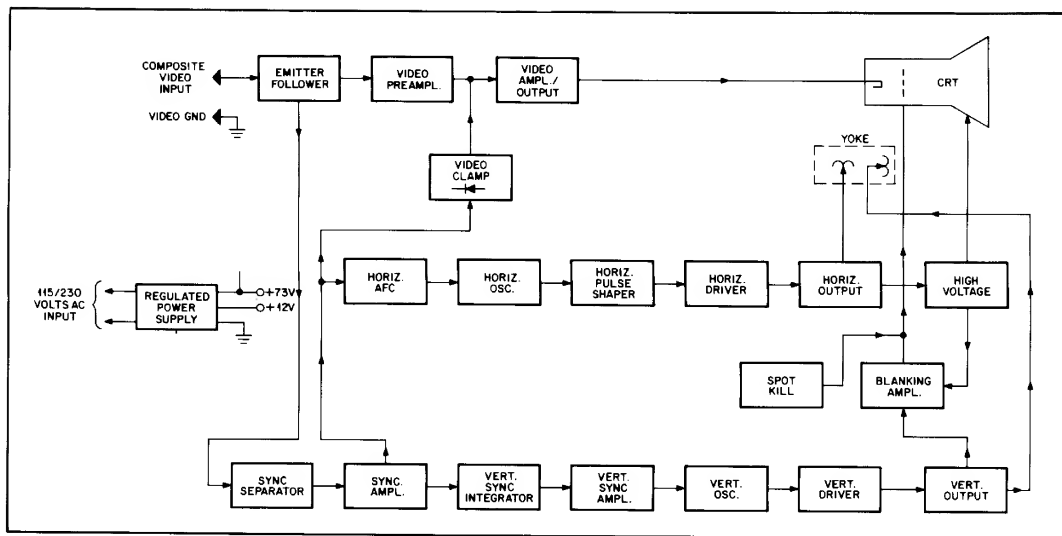 COMPOSITE
VIDEO
INPUT
EMITTER
FOLLOWER
VIDEO
PREAMPL.
VIDEO
AMPL./
OUTPUT
CRT
VIDEO GND
YOKE
VIDEO
CLAMP
115/230
VOLTS AC
INPUT
REGULATED
POWER
SUPPLY
+73V
+12V
HORIZ.
AFC
HORIZ.
OSC.
HORIZ.
PULSE
SHAPER
HORIZ.
DRIVER
HORIZ.
OUTPUT
HIGH
VOLTAGE
SPOT
KILL
BLANKING
AMPL.
SYNC
SEPARATOR
SYNC.
AMPL.
VERT.
SYNC
INTEGRATOR
VERT.
SYNC
AMPL.
VERT.
OSC.
VERT.
DRIVER
VERT.
OUTPUT